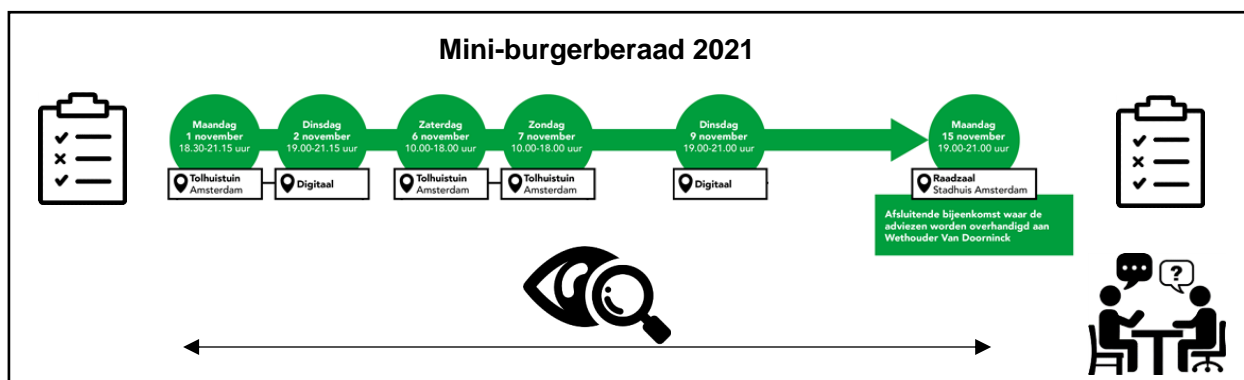 Mini-burgerberaad 2021
Maandag
1 november
18.30-21.15 uur
Dinsdag
2 november
19.00-21.15 uur
Zaterdag
6 november
10.00-18.00 uur
Zondag
7 november
10.00-18.00 uur
Dinsdag
9 november
19.00-21.00 uur
Maandag
15 november
19.00-21.00 uur
Tolhuistuin
Amsterdam
Digitaal
Tolhuistuin
Amsterdam
Tolhuistuin
Amsterdam
Digitaal
Raadzaal
Stadhuis Amsterdam
Afsluitende bijeenkomst waar de
adviezen worden overhandigd aan
Wethouder Van Doorninck
?